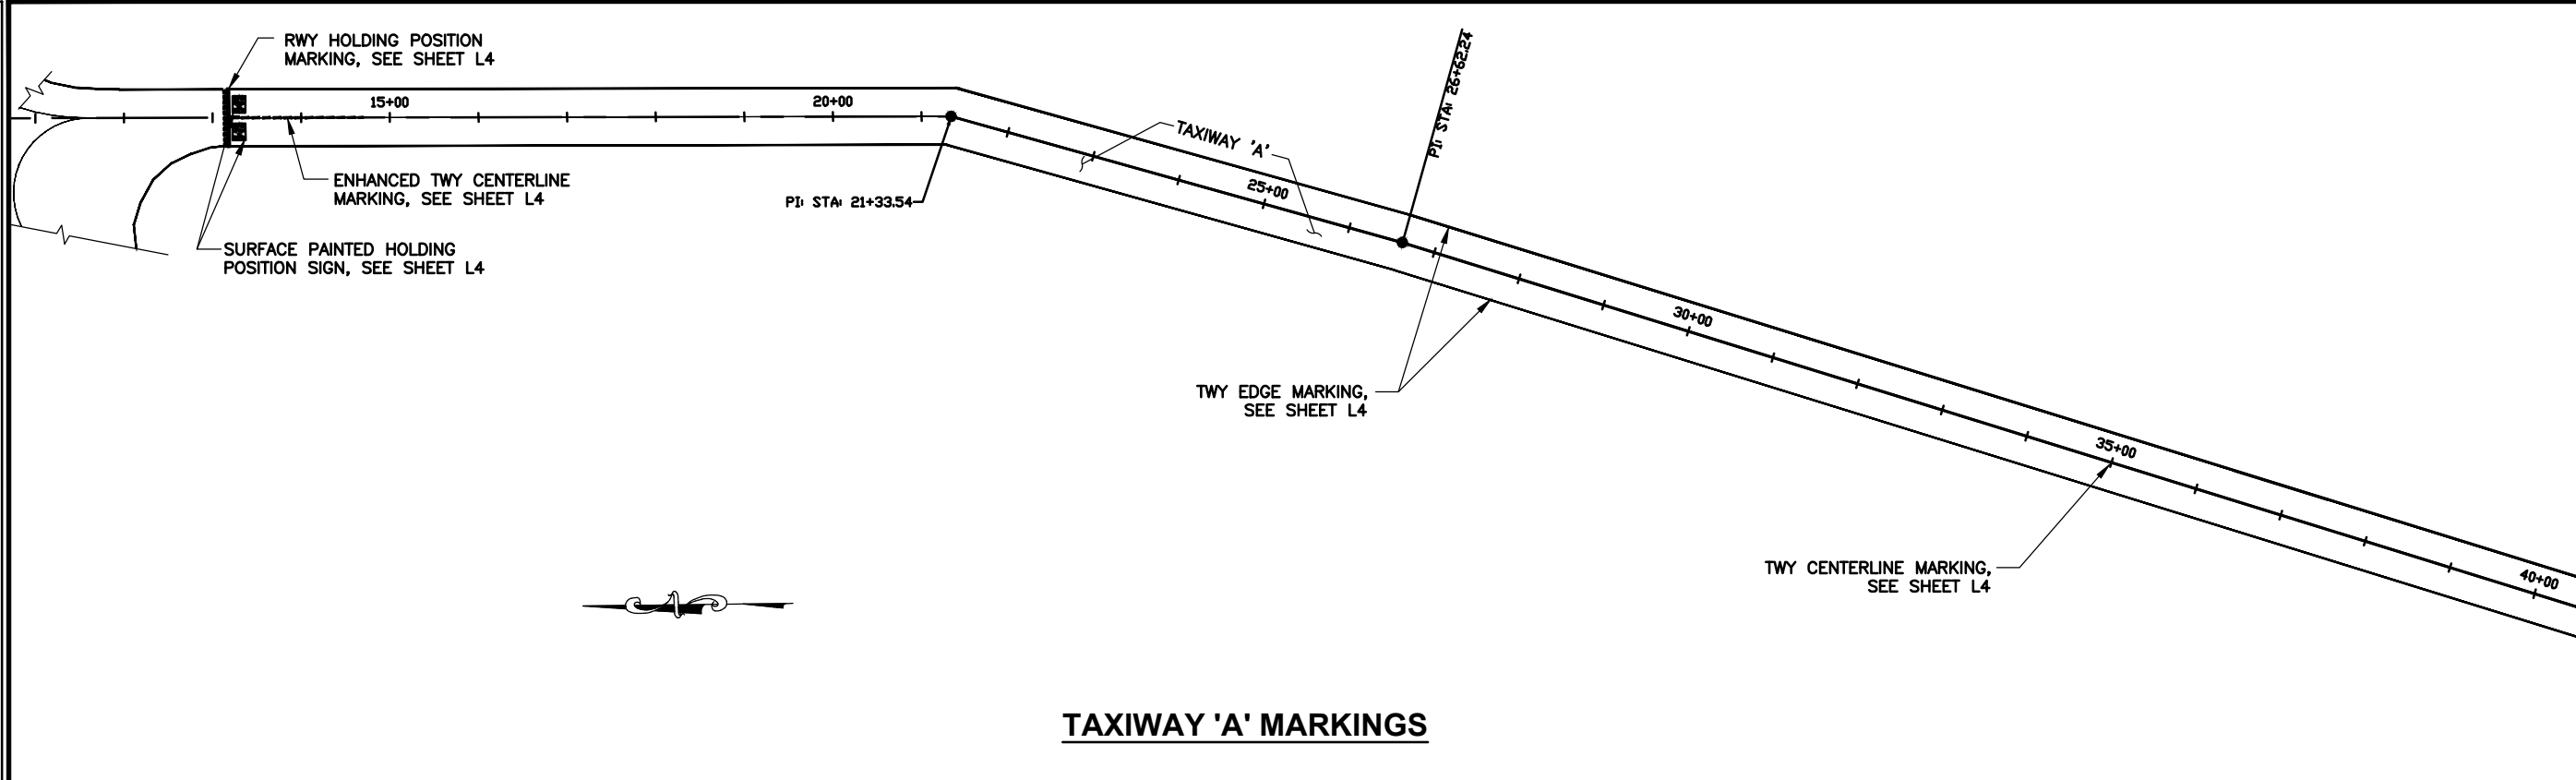 RWY HOLDING POSITION
MARKING, SEE SHEET L4
15+00
20+00
PI: STA: 26+62.24
TAXIWAY 'A'
ENHANCED TWY CENTERLINE
MARKING, SEE SHEET L4
25+00
PI: STA: 21+33.54
SURFACE PAINTED HOLDING
POSITION SIGN, SEE SHEET L4
30+00
TWY EDGE MARKING,
SEE SHEET L4
35+00
TWY CENTERLINE MARKING,
SEE SHEET L4
40+00
TAXIWAY 'A' MARKINGS